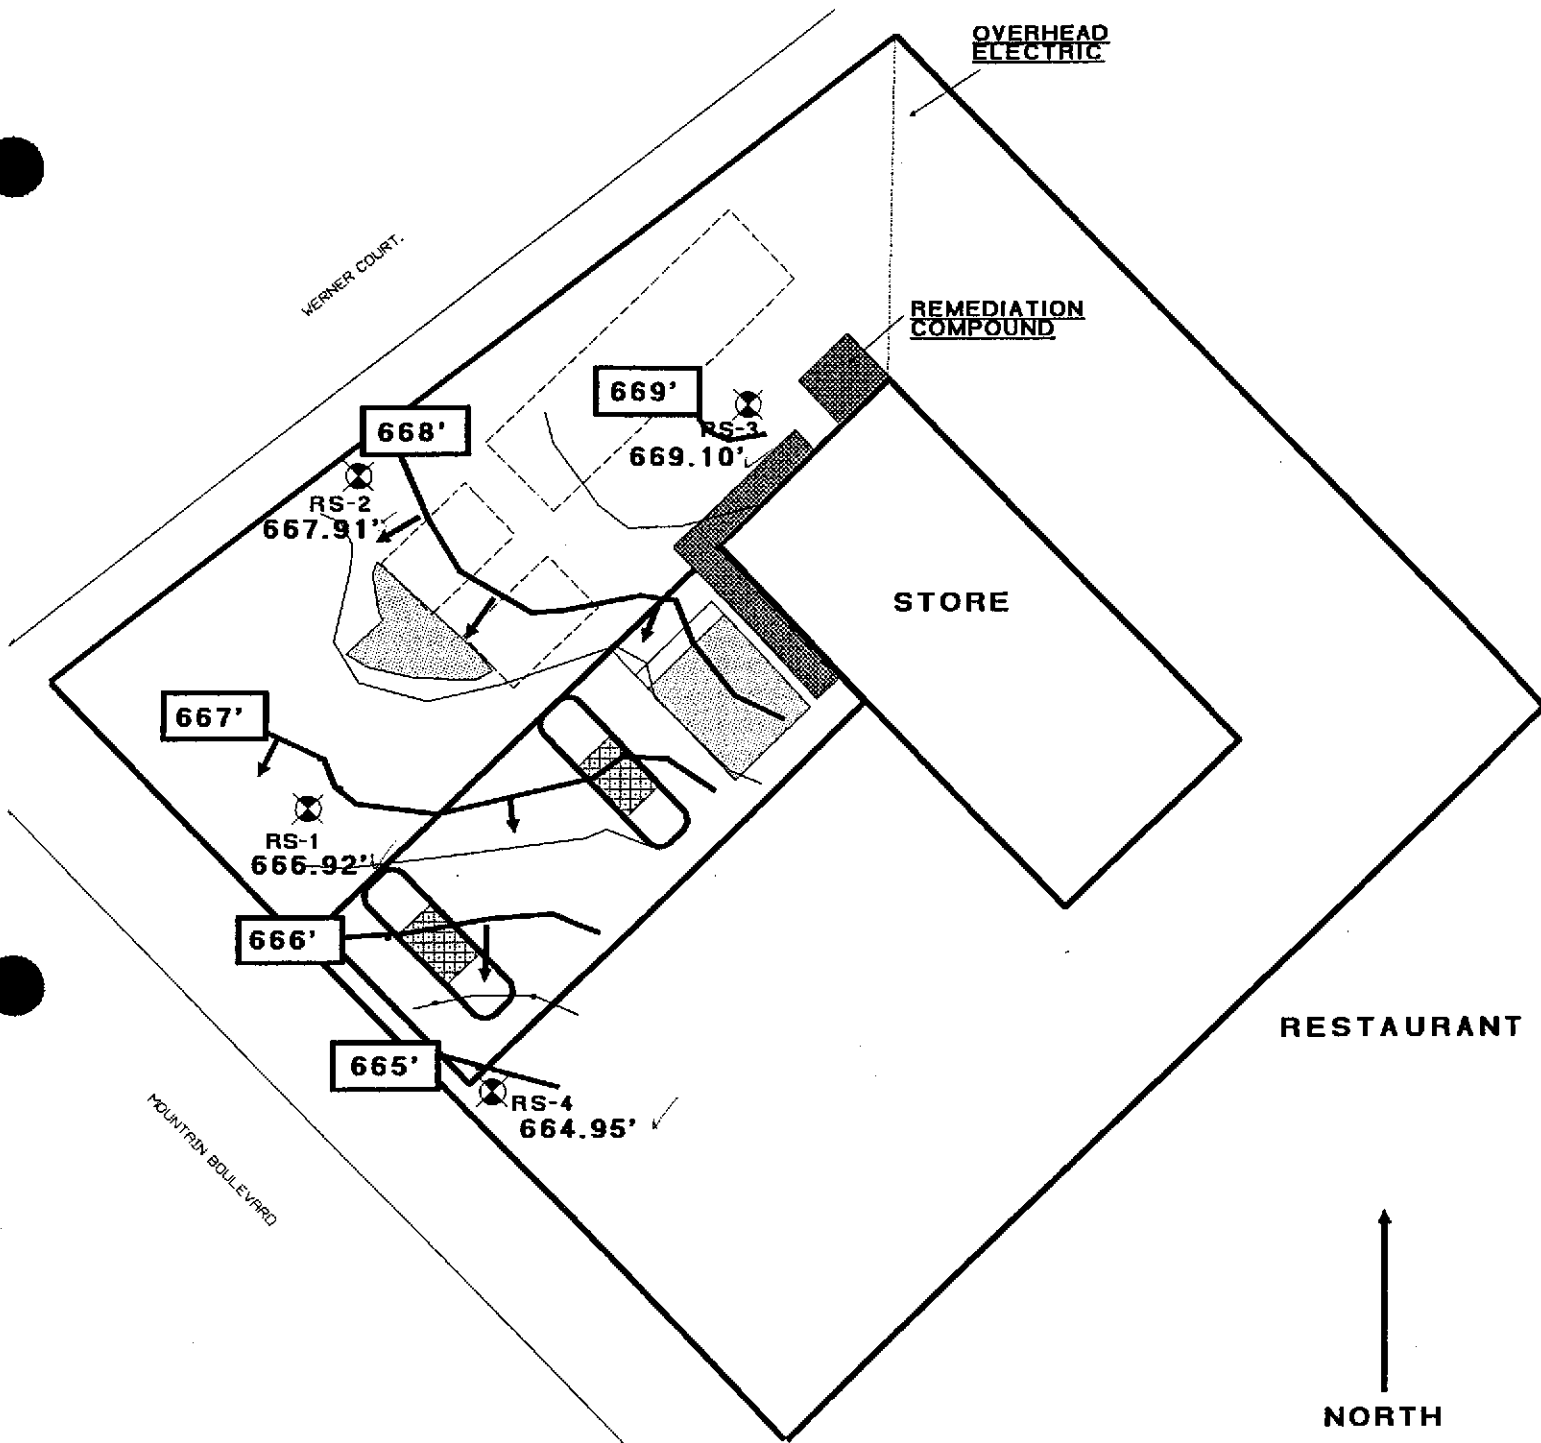 OVERHEAD
ELECTRIC
WERNER COURT.
REMEDIATION
COMPOUND
669'
668'
RS-3
669.10'
RS-2
667.91'
STORE
667'
RS-1
666.92'
666'
RESTAURANT
665'
RS-4
664.95'
MOUNTAIN BOULEVARD
NORTH